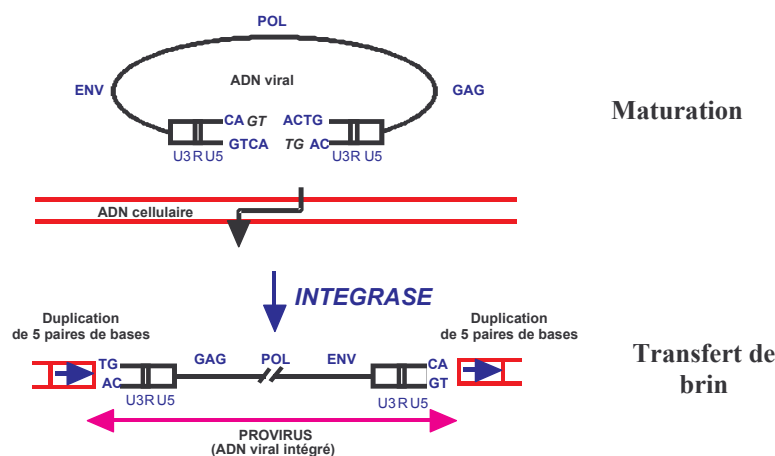 POL
ENV
ADN viral
GAG
Maturation
CA GT ACTG
GTCA TG AC
U3 R U5 U3 R U5
ADN cellulaire
INTEGRASE
Duplication
de 5 paires de bases
Duplication
de 5 paires de bases
TG GAG POL ENV CA
AC GT
U3 R U5 U3 R U5
Transfert de
brin
PROVIRUS
(ADN viral intégré)